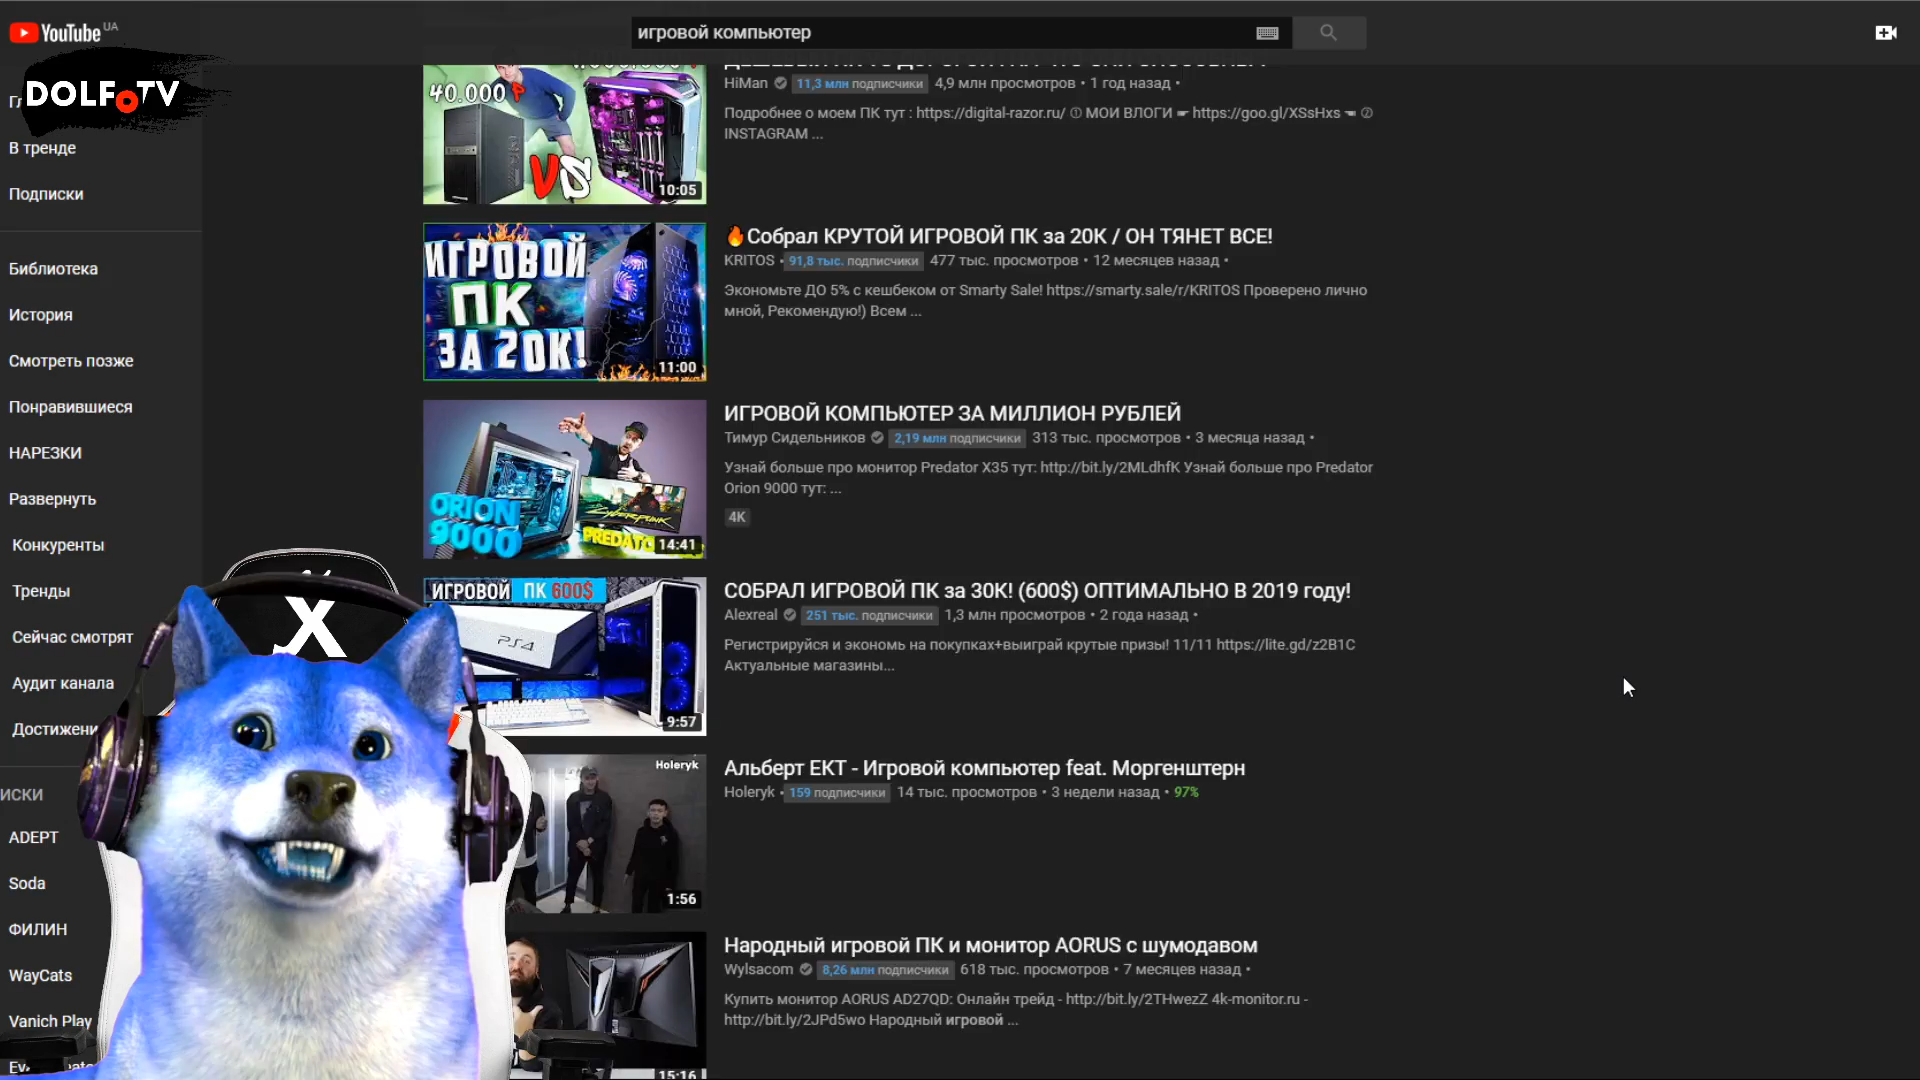 YouTube UA
игровой компьютер
DOLF TV
В тренде
Подписки
Библиотека
История
Смотреть позже
Понравившиеся
НАРЕЗКИ
Развернуть
Конкуренты
Тренды
Сейчас смотрят
Аудит канала
Достижени
ИСКИ
ADEPT
Soda
ФИЛИН
WayCats
Vanich Play
X
40.000 ₽
VS
10:05
HiMan 11,3 млн подписчики 4,9 млн просмотров • 1 год назад •
Подробнее о моем ПК тут : https://digital-razor.ru/ ① МОИ ВЛОГИ ☛ https://goo.gl/XSsHxs ☚ ②
INSTAGRAM ...
ИГРОВОЙ
ПК
ЗА 20К!
11:00
🔥Собрал КРУТОЙ ИГРОВОЙ ПК за 20К / ОН ТЯНЕТ ВСЕ!
KRITOS • 91,8 тыс. подписчики 477 тыс. просмотров • 12 месяцев назад •
Экономьте ДО 5% с кешбеком от Smarty Sale! https://smarty.sale/r/KRITOS Проверено лично
мной, Рекомендую!) Всем ...
ORION
9000
CYBERPUNK
PREDATO
14:41
ИГРОВОЙ КОМПЬЮТЕР ЗА МИЛЛИОН РУБЛЕЙ
Тимур Сидельников 2,19 млн подписчики 313 тыс. просмотров • 3 месяца назад •
Узнай больше про монитор Predator X35 тут: http://bit.ly/2MLdhfK Узнай больше про Predator
Orion 9000 тут: ...
4K
ИГРОВОЙ ПК 600$
PS4
9:57
СОБРАЛ ИГРОВОЙ ПК за 30К! (600$) ОПТИМАЛЬНО В 2019 году!
Alexreal 251 тыс. подписчики 1,3 млн просмотров • 2 года назад •
Регистрируйся и экономь на покупках+выиграй крутые призы! 11/11 https://lite.gd/z2B1C
Актуальные магазины...
Holeryk
1:56
Альберт ЕКТ - Игровой компьютер feat. Моргенштерн
Holeryk • 159 подписчики 14 тыс. просмотров • 3 недели назад • 97%
15:16
Народный игровой ПК и монитор AORUS с шумодавом
Wylsacom 8,26 млн подписчики 618 тыс. просмотров • 7 месяцев назад •
Купить монитор AORUS AD27QD: Онлайн трейд - http://bit.ly/2THwezZ 4k-monitor.ru -
http://bit.ly/2JPd5wo Народный игровой ...